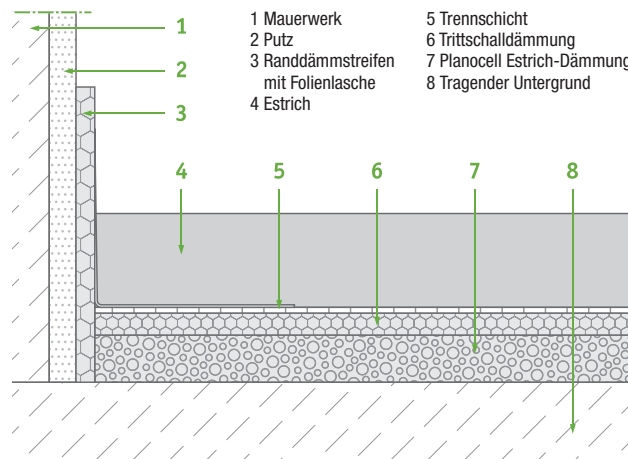 1 Mauerwerk
2 Putz
3 Randdämmstreifen
mit Folienlasche
4 Estrich
5 Trennschicht
6 Trittschalldämmung
7 Planocell Estrich-Dämmung
8 Tragender Untergrund
1
2
3
4 5 6 7 8